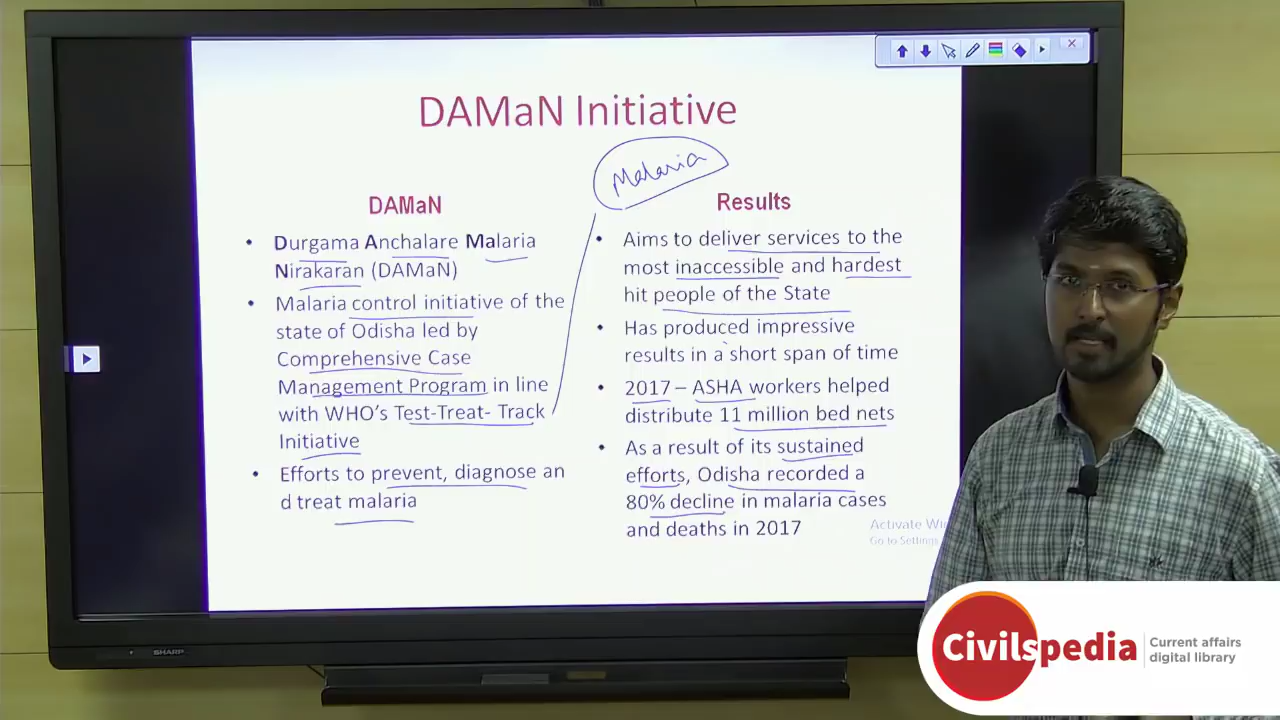 DAMaN Initiative
Malaria
DAMaN
Durgama Anchalare Malaria
Nirakaran (DAMaN)
Malaria control initiative of the
state of Odisha led by
Comprehensive Case
Management Program in line
with WHO's Test-Treat- Track
Initiative
Efforts to prevent, diagnose an
d treat malaria
Results
Aims to deliver services to the
most inaccessible and hardest
hit people of the State
Has produced impressive
results in a short span of time
2017 – ASHA workers helped
distribute 11 million bed nets
As a result of its sustained
efforts, Odisha recorded a
80% decline in malaria cases
and deaths in 2017
Activate
Go to Settings
SHARP
Civilspedia
Current affairs
digital library